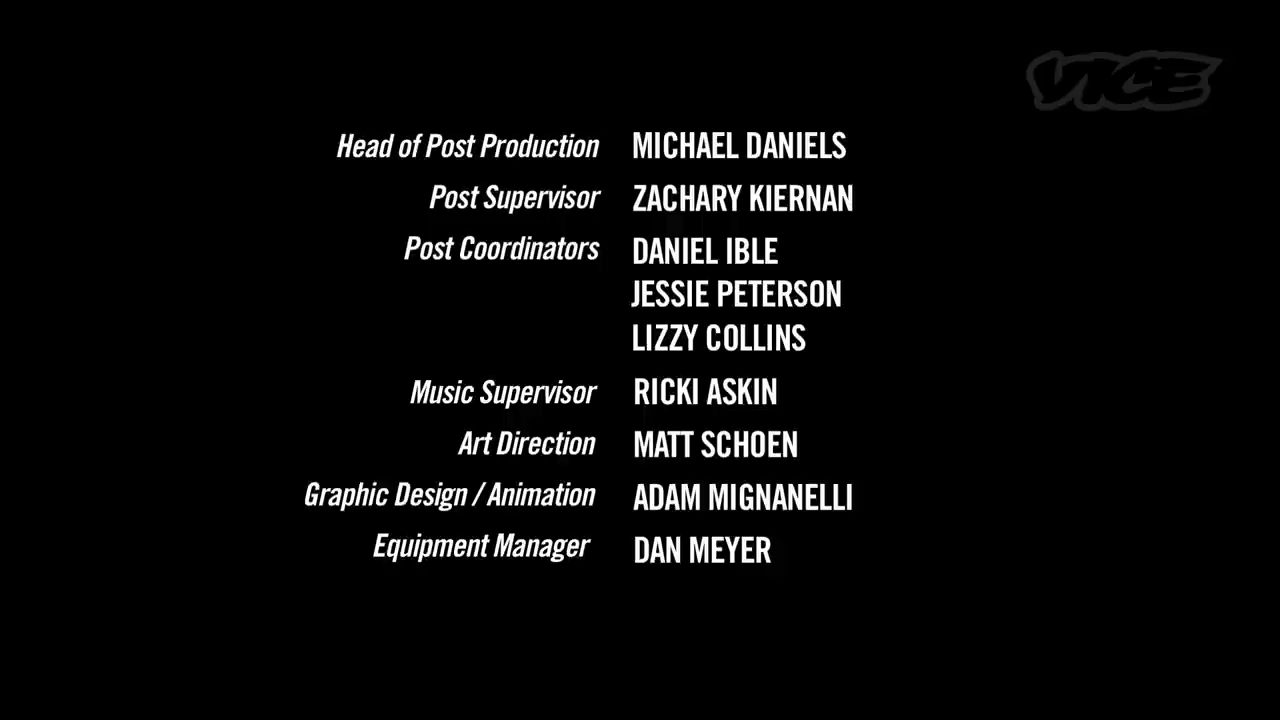 VICE
Head of Post Production MICHAEL DANIELS
Post Supervisor ZACHARY KIERNAN
Post Coordinators DANIEL IBLE
JESSIE PETERSON
LIZZY COLLINS
Music Supervisor RICKI ASKIN
Art Direction MATT SCHOEN
Graphic Design / Animation ADAM MIGNANELLI
Equipment Manager DAN MEYER